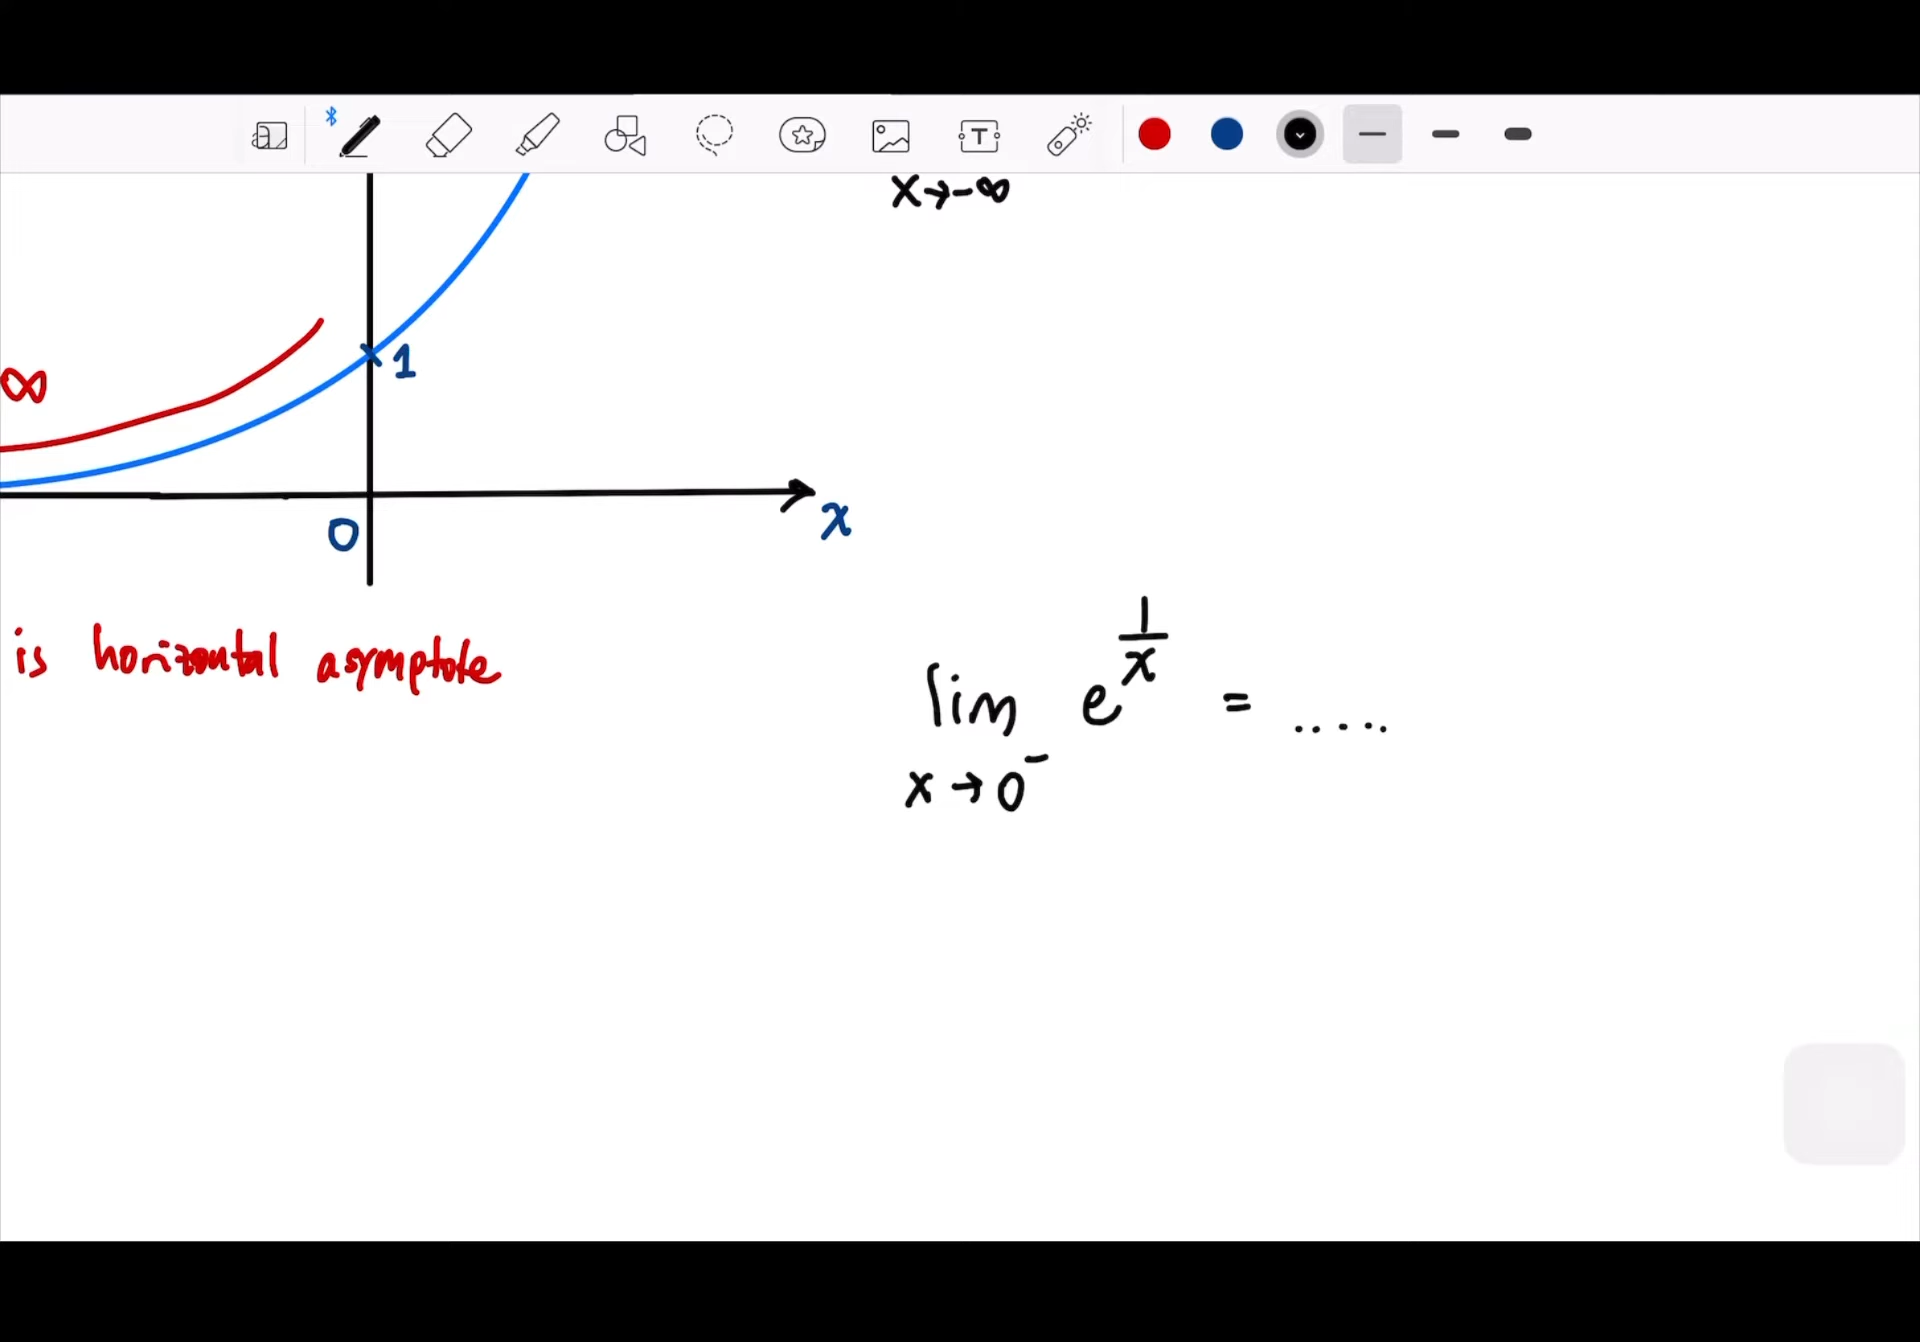 x→-∞
∞
1
x
0
is horizontal asymptote
lim e^{1/x} = .....
x→0⁻